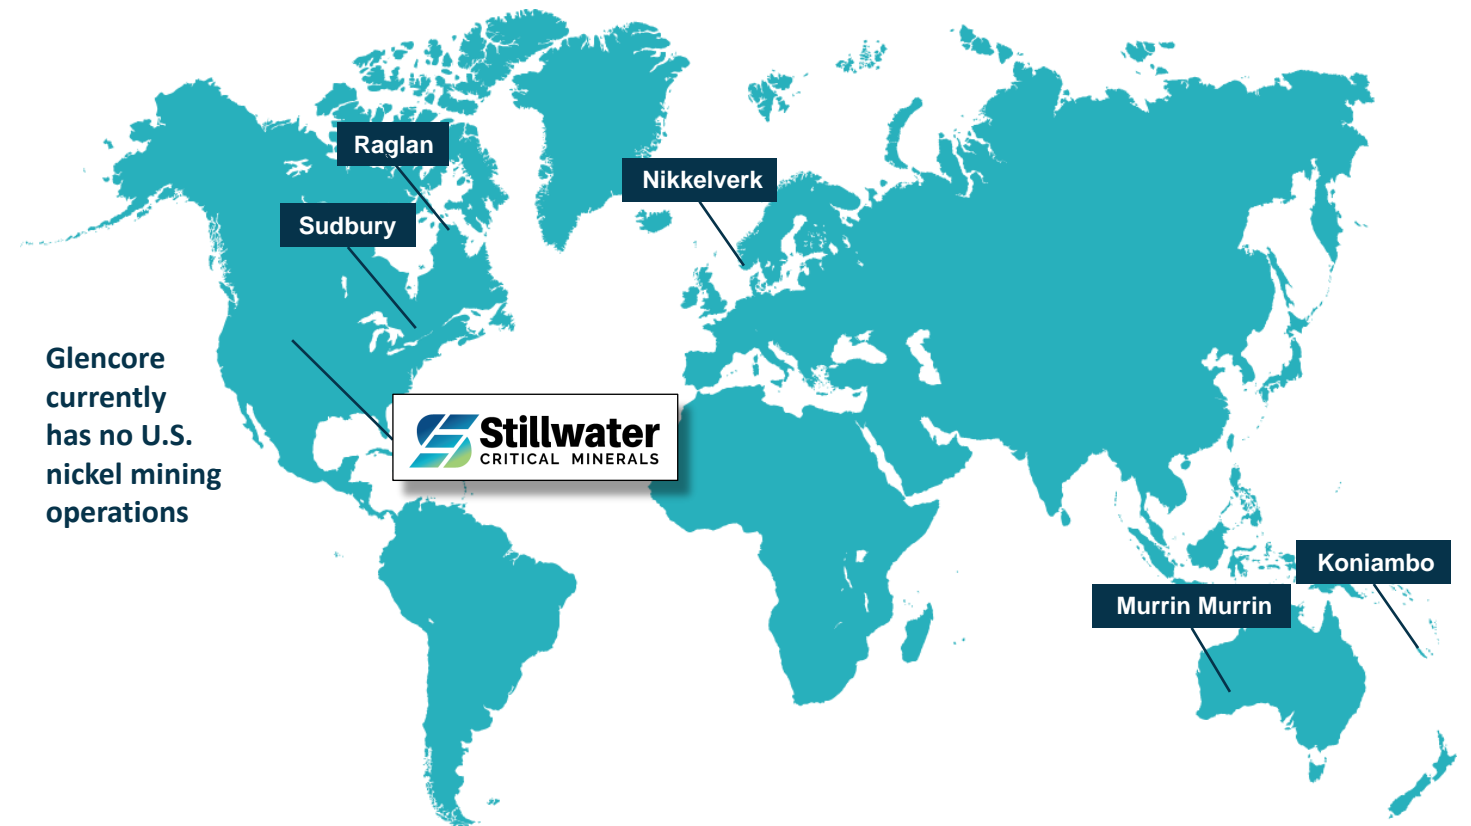 Raglan
Nikkelverk
Sudbury
Glencore
currently
has no U.S.
nickel mining
operations
Stillwater
CRITICAL MINERALS
Koniambo
Murrin Murrin